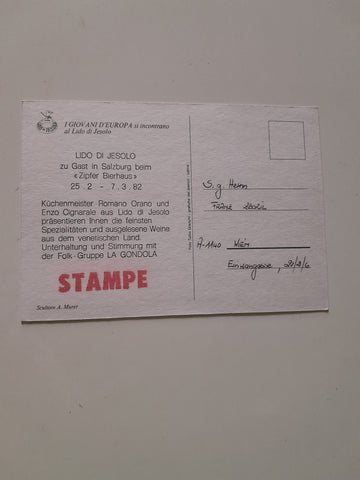 I GIOVANI D'EUROPA si incontrano
al Lido di Jesolo
LIDO DI JESOLO
zu Gast in Salzburg beim
«Zipfer Bierhaus»
25.2 - 7.3.82
Küchenmeister Romano Orano und
Enzo Cignarale aus Lido di Jesolo
präsentieren Ihnen die feinsten
Spezialitäten und ausgelesene Weine
aus dem venetischen Land.
Unterhaltung und Stimmung mit
der Folk-Gruppe LA GONDOLA
STAMPE
Scultore A. Murer
S.g. Herrn
A-1140 Wien